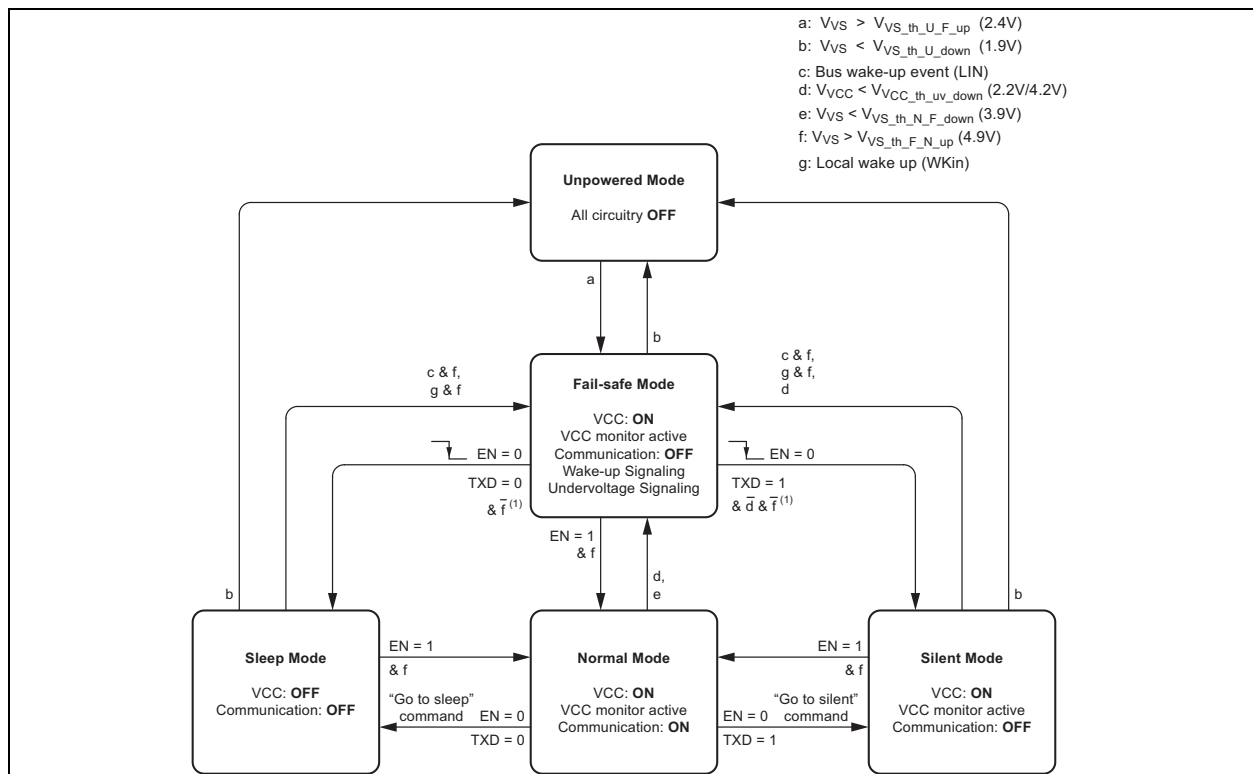 a: VVS > VVS_th_U_F_up (2.4V)
b: VVS < VVS_th_U_down (1.9V)
c: Bus wake-up event (LIN)
d: VVCC < VVCC_th_uv_down (2.2V/4.2V)
e: VVS < VVS_th_N_F_down (3.9V)
f: VVS > VVS_th_F_N_up (4.9V)
g: Local wake up (WKin)
Unpowered Mode
All circuitry OFF
a
b
c & f,
g & f
c & f,
g & f,
d
Fail-safe Mode
VCC: ON
VCC monitor active
Communication: OFF
Wake-up Signaling
Undervoltage Signaling
EN = 0
TXD = 0
& f̅ (1)
EN = 0
TXD = 1
& d̅ & f̅ (1)
EN = 1
& f
d,
e
b
b
Sleep Mode
VCC: OFF
Communication: OFF
EN = 1
& f
"Go to sleep"
command
EN = 0
TXD = 0
Normal Mode
VCC: ON
VCC monitor active
Communication: ON
EN = 1
& f
"Go to silent"
command
EN = 0
TXD = 1
Silent Mode
VCC: ON
VCC monitor active
Communication: OFF